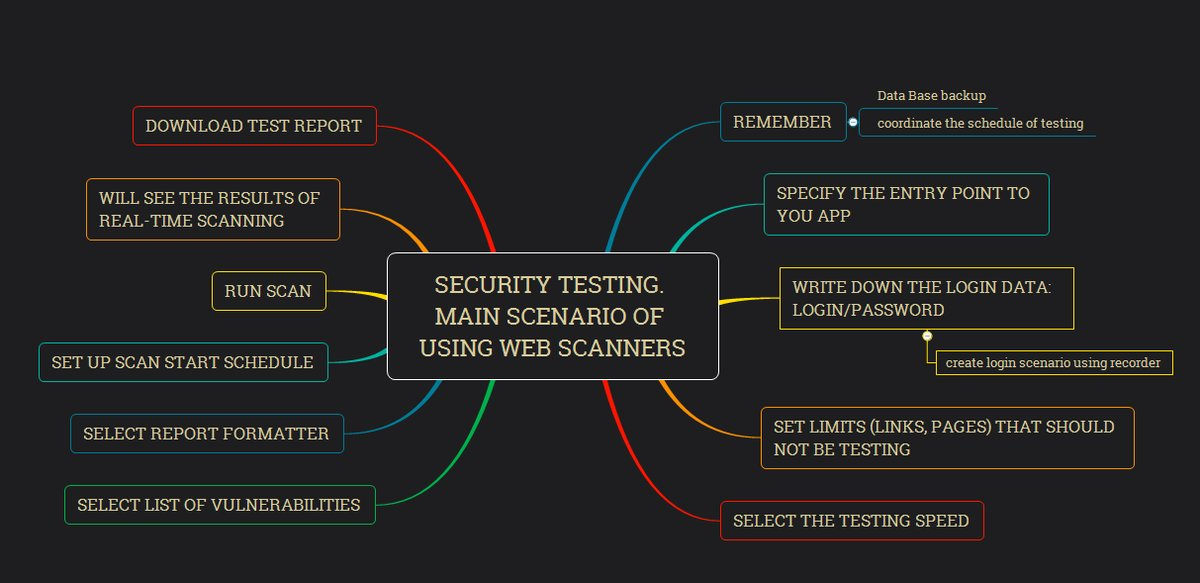 SECURITY TESTING.
MAIN SCENARIO OF
USING WEB SCANNERS
REMEMBER
Data Base backup
coordinate the schedule of testing
SPECIFY THE ENTRY POINT TO
YOU APP
WRITE DOWN THE LOGIN DATA:
LOGIN/PASSWORD
create login scenario using recorder
SET LIMITS (LINKS, PAGES) THAT SHOULD
NOT BE TESTING
SELECT THE TESTING SPEED
SELECT LIST OF VULNERABILITIES
SELECT REPORT FORMATTER
SET UP SCAN START SCHEDULE
RUN SCAN
WILL SEE THE RESULTS OF
REAL-TIME SCANNING
DOWNLOAD TEST REPORT